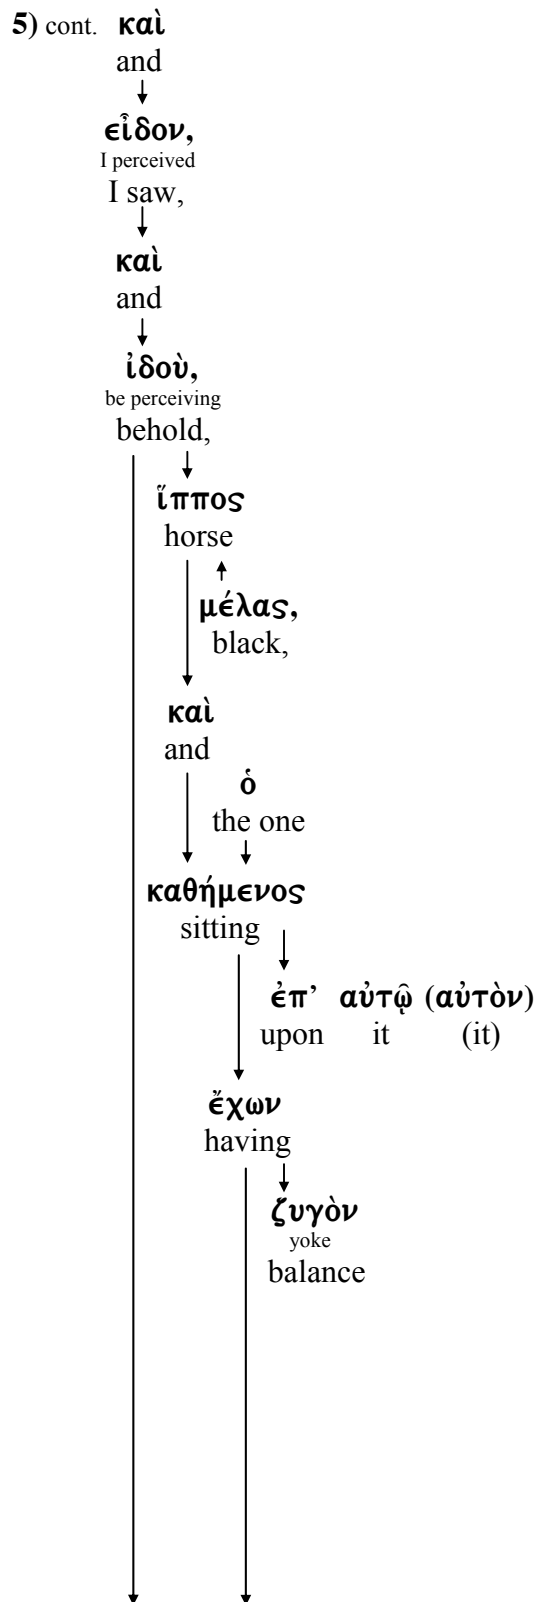 5) cont. καὶ
and
εἶδον,
I perceived
I saw,
καὶ
and
ἰδοὺ,
be perceiving
behold,
ἵππος
horse
μέλας,
black,
καὶ
and
ὁ
the one
καθήμενος
sitting
ἐπ’ αὐτῷ (αὐτὸν)
upon it (it)
ἔχων
having
ζυγὸν
yoke
balance